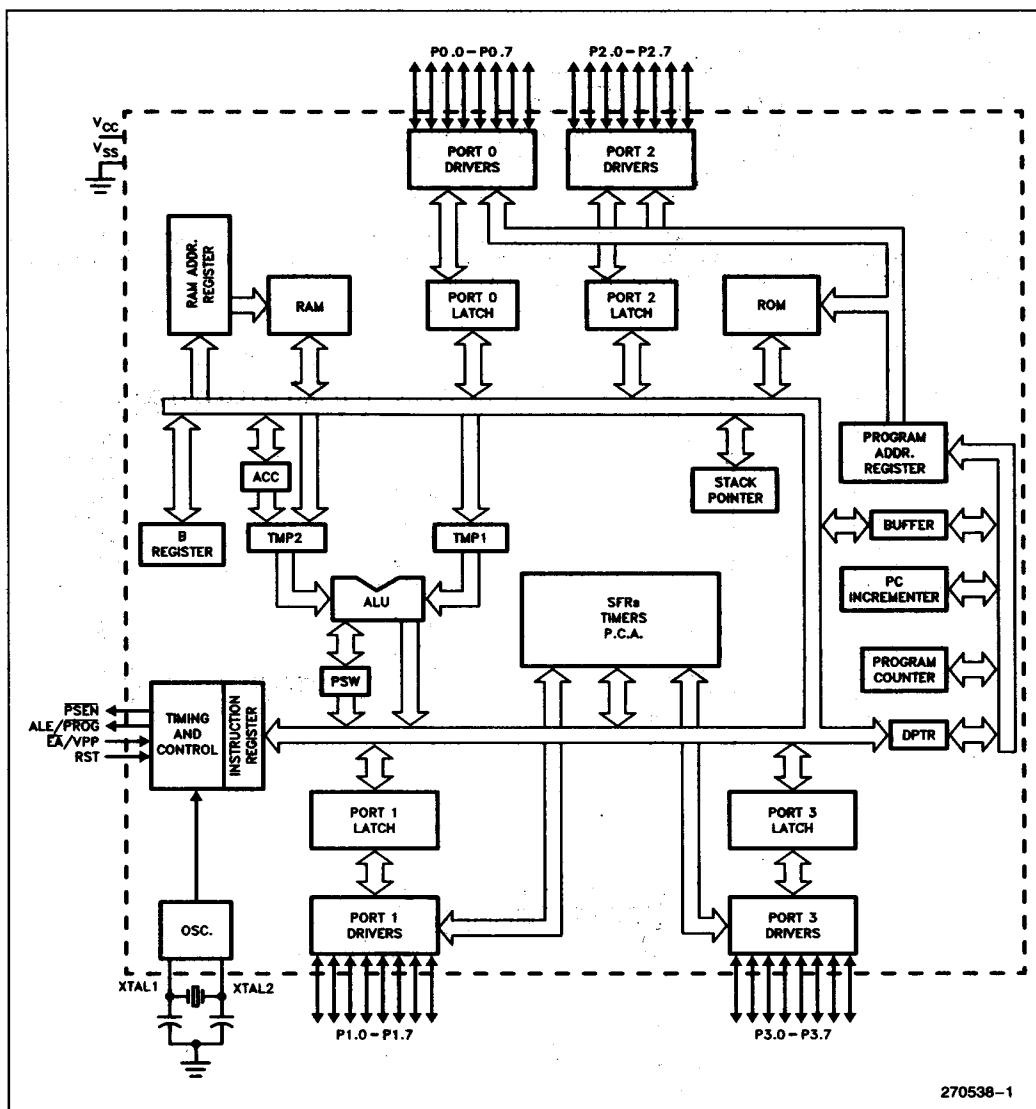 P0.0–P0.7
P2.0–P2.7
VCC
VSS
PORT 0
DRIVERS
PORT 2
DRIVERS
RAM ADDR.
REGISTER
RAM
PORT 0
LATCH
PORT 2
LATCH
ROM
PROGRAM
ADDR.
REGISTER
ACC
STACK
POINTER
B
REGISTER
TMP2
TMP1
BUFFER
ALU
SFRs
TIMERS
P.C.A.
PC
INCREMENTER
PSW
PROGRAM
COUNTER
PSEN
ALE/PROG
EA/VPP
RST
TIMING
AND
CONTROL
INSTRUCTION
REGISTER
DPTR
PORT 1
LATCH
PORT 3
LATCH
OSC.
PORT 1
DRIVERS
PORT 3
DRIVERS
XTAL1
XTAL2
P1.0–P1.7
P3.0–P3.7
270538–1